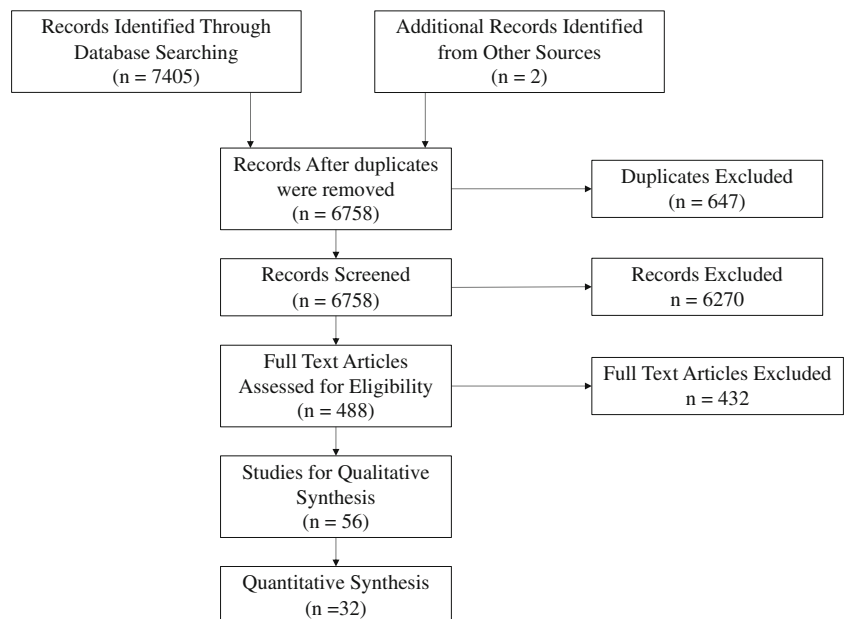 Records Identified Through
Database Searching
(n = 7405)
Additional Records Identified
from Other Sources
(n = 2)
Records After duplicates
were removed
(n = 6758)
Duplicates Excluded
(n = 647)
Records Screened
(n = 6758)
Records Excluded
n = 6270
Full Text Articles
Assessed for Eligibility
(n = 488)
Full Text Articles Excluded
n = 432
Studies for Qualitative
Synthesis
(n = 56)
Quantitative Synthesis
(n =32)